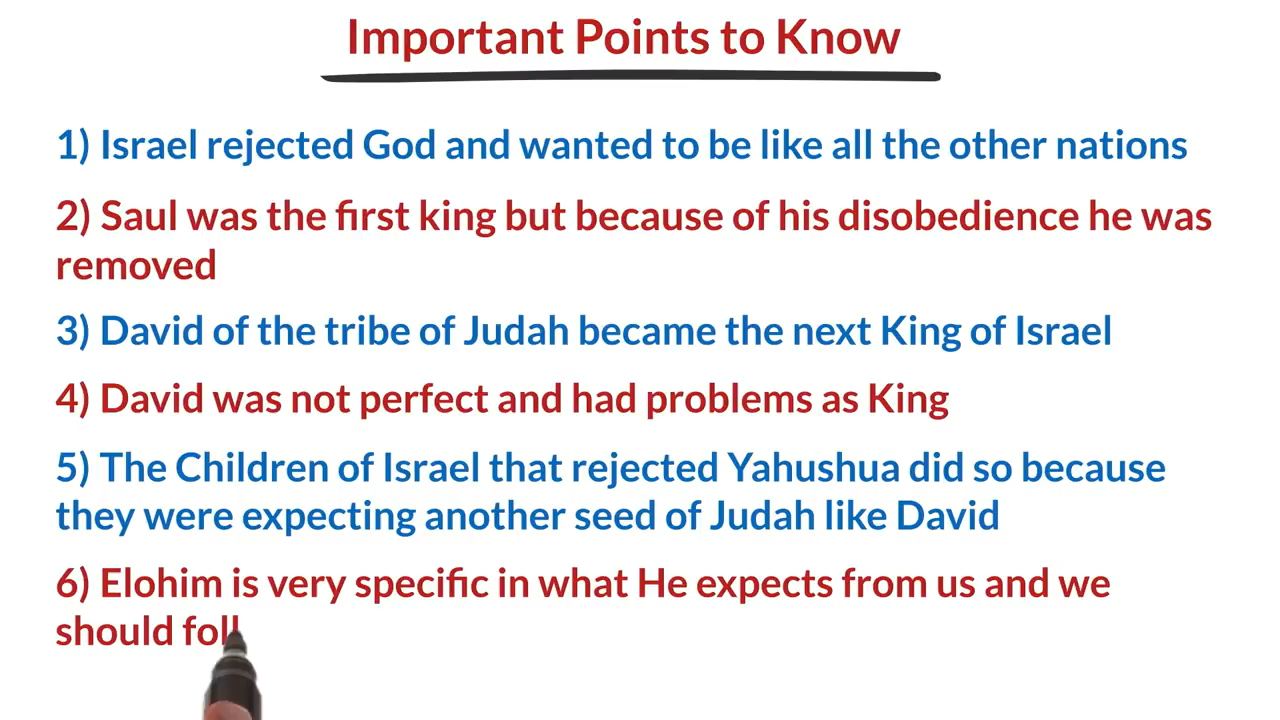 Important Points to Know
1) Israel rejected God and wanted to be like all the other nations
2) Saul was the first king but because of his disobedience he was
removed
3) David of the tribe of Judah became the next King of Israel
4) David was not perfect and had problems as King
5) The Children of Israel that rejected Yahushua did so because
they were expecting another seed of Judah like David
6) Elohim is very specific in what He expects from us and we
should foll